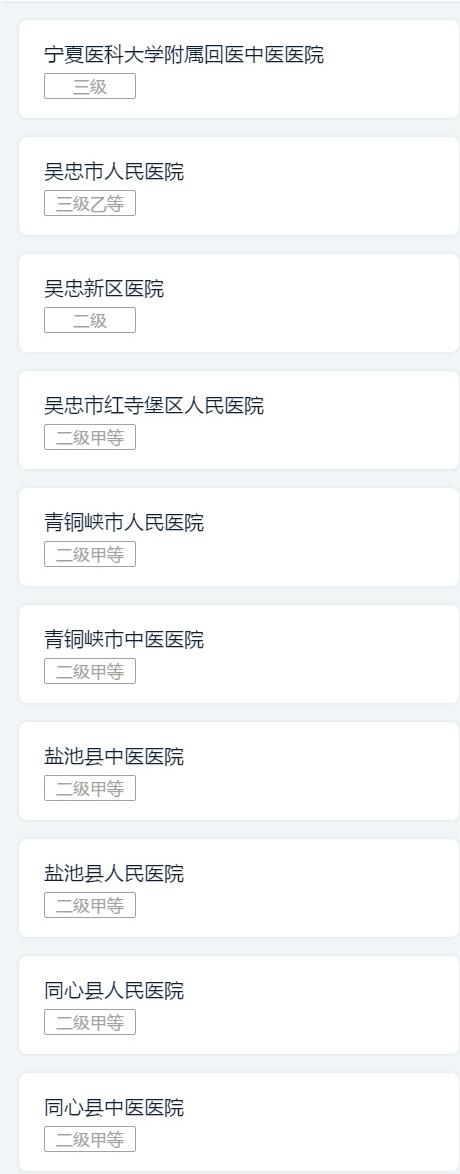 宁夏医科大学附属回医中医医院
三级
吴忠市人民医院
三级乙等
吴忠新区医院
二级
吴忠市红寺堡区人民医院
二级甲等
青铜峡市人民医院
二级甲等
青铜峡市中医医院
二级甲等
盐池县中医医院
二级甲等
盐池县人民医院
二级甲等
同心县人民医院
二级甲等
同心县中医医院
二级甲等